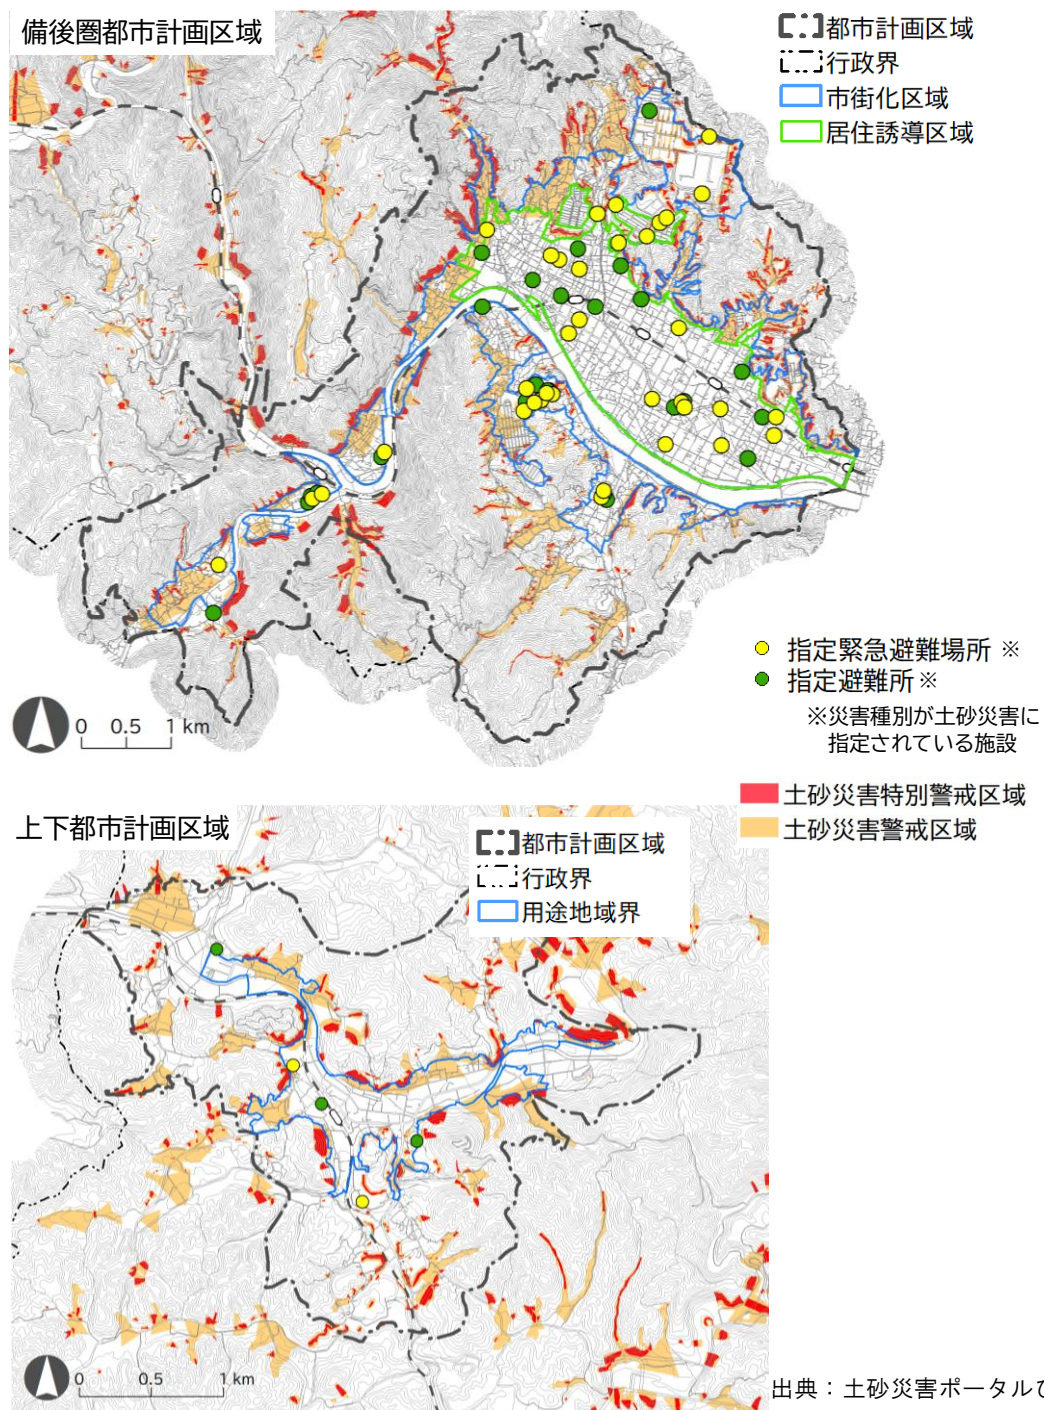 備後圏都市計画区域
都市計画区域
行政界
市街化区域
居住誘導区域
指定緊急避難場所 ※
指定避難所※
※災害種別が土砂災害に
指定されている施設
0 0.5 1 km
土砂災害特別警戒区域
土砂災害警戒区域
上下都市計画区域
都市計画区域
行政界
用途地域界
0 0.5 1 km
出典：土砂災害ポータルひ